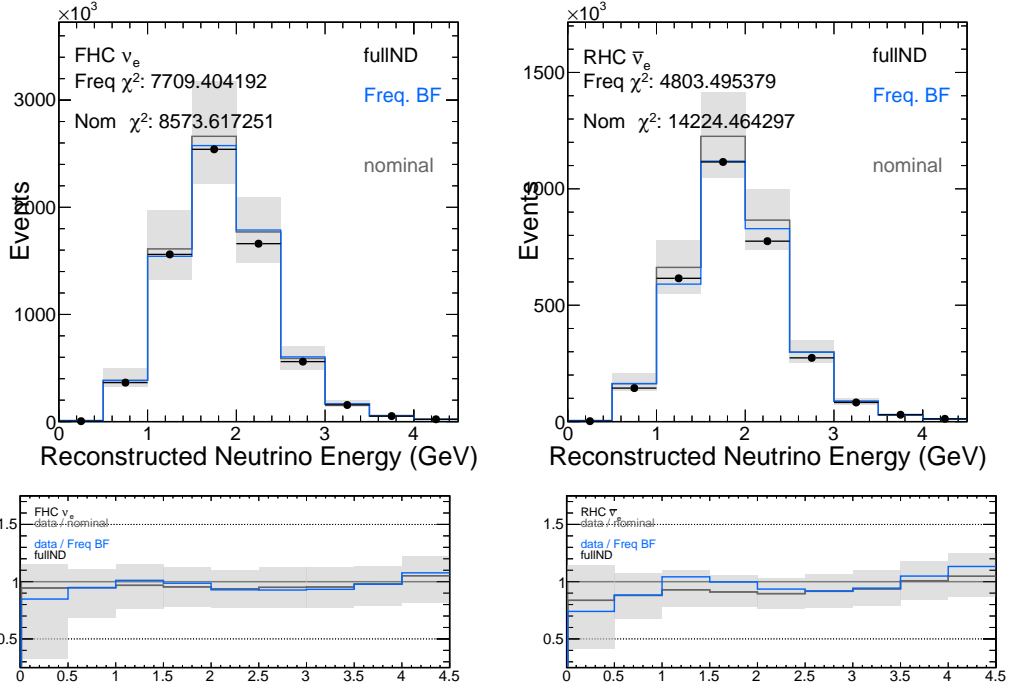 ×10³
FHC νₑ
fullND
Freq χ²: 7709.404192
Freq. BF
Nom χ²: 8573.617251
nominal
Events
3000
2000
1000
0
0 1 2 3 4
Reconstructed Neutrino Energy (GeV)
×10³
RHC ν̅ₑ
fullND
Freq χ²: 4803.495379
Freq. BF
Nom χ²: 14224.464297
nominal
Events
1500
1000
500
0
0 1 2 3 4
Reconstructed Neutrino Energy (GeV)
FHC νₑ
data / nominal
data / Freq BF
fullND
1.5
1
0.5
0 0.5 1 1.5 2 2.5 3 3.5 4 4.5
RHC ν̅ₑ
data / nominal
data / Freq BF
fullND
1.5
1
0.5
0 0.5 1 1.5 2 2.5 3 3.5 4 4.5